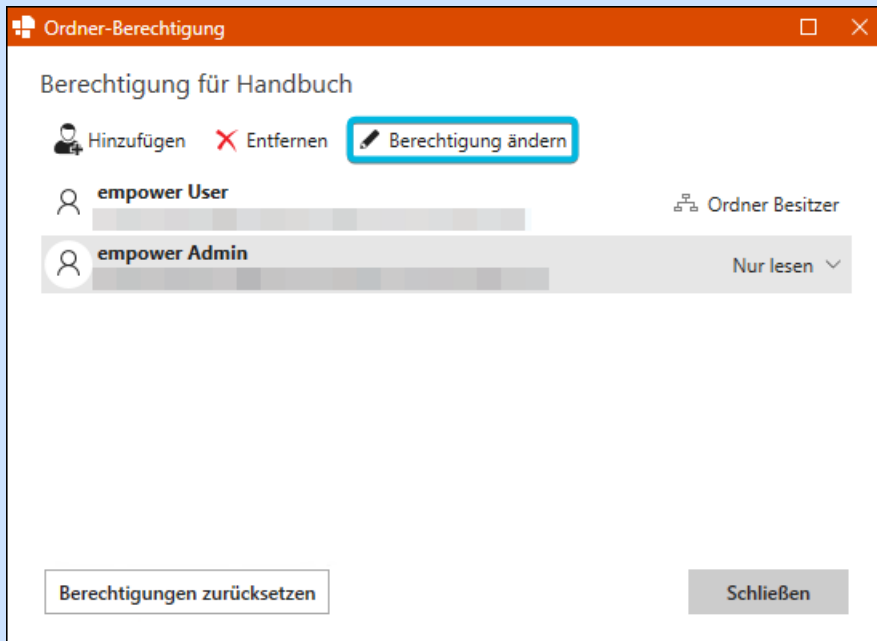 Ordner-Berechtigung
Berechtigung für Handbuch
Hinzufügen Entfernen Berechtigung ändern
empower User
Ordner Besitzer
empower Admin
Nur lesen
Berechtigungen zurücksetzen Schließen